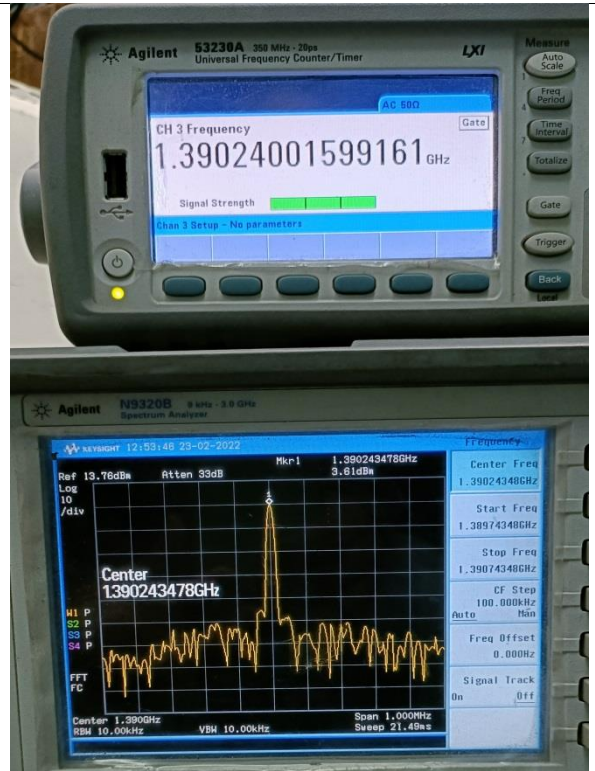 Agilent 53230A 350 MHz - 20ps
Universal Frequency Counter/Timer
LXI
Measure
Auto Scale
Freq Period
Time Interval
Totalize
Gate
Trigger
Back
Local
AC 50Ω
CH 3 Frequency
Gate
1.39024001599161 GHz
Signal Strength
Chan 3 Setup - No parameters
Agilent N9320B 9 kHz - 3.0 GHz
Spectrum Analyzer
KEYSIGHT 12:53:46 23-02-2022
Mkr1 1.390243478GHz
Ref 13.76dBm Atten 33dB 3.61dBm
Log
10
/div
1
Center
1.390243478GHz
W1 P
S2 P
S3 P
S4 P
FFT
FC
Center 1.390GHz Span 1.000MHz
RBW 10.00kHz VBW 10.00kHz Sweep 21.49ms
Frequency
Center Freq
1.39024348GHz
Start Freq
1.38974348GHz
Stop Freq
1.39074348GHz
CF Step
100.000kHz
Auto Man
Freq Offset
0.000Hz
Signal Track
On Off